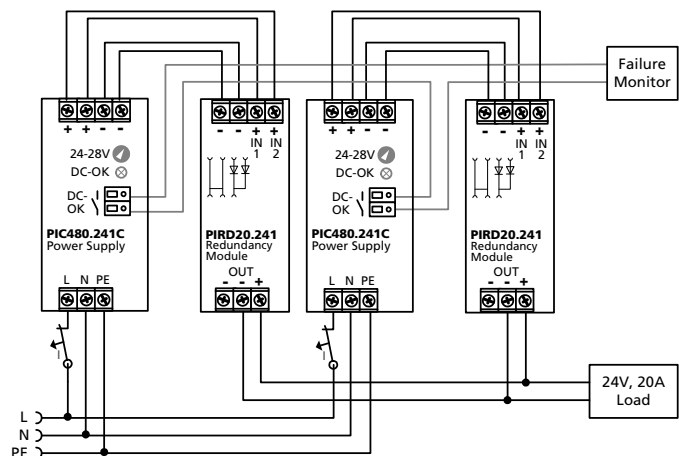 Failure
Monitor
+ + - -
- - + +
IN IN
1 2
+ + - -
- - + +
IN IN
1 2
24-28V
DC-OK
DC-
OK
24-28V
DC-OK
DC-
OK
PIC480.241C
Power Supply
PIRD20.241
Redundancy
Module
PIC480.241C
Power Supply
PIRD20.241
Redundancy
Module
L N PE
OUT
- - +
L N PE
OUT
- - +
I
I
24V, 20A
Load
L
N
PE